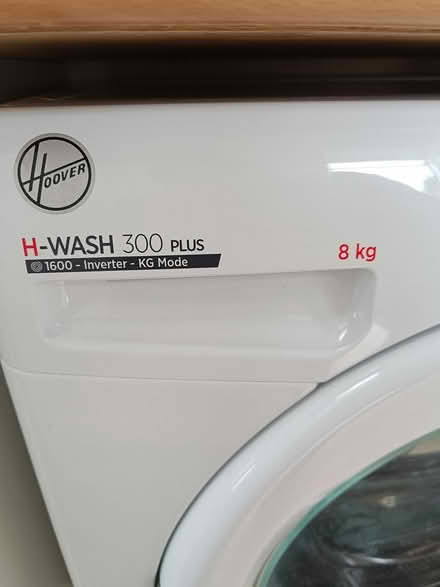 HOOVER
H-WASH 300 PLUS
1600 - Inverter - KG Mode
8 kg